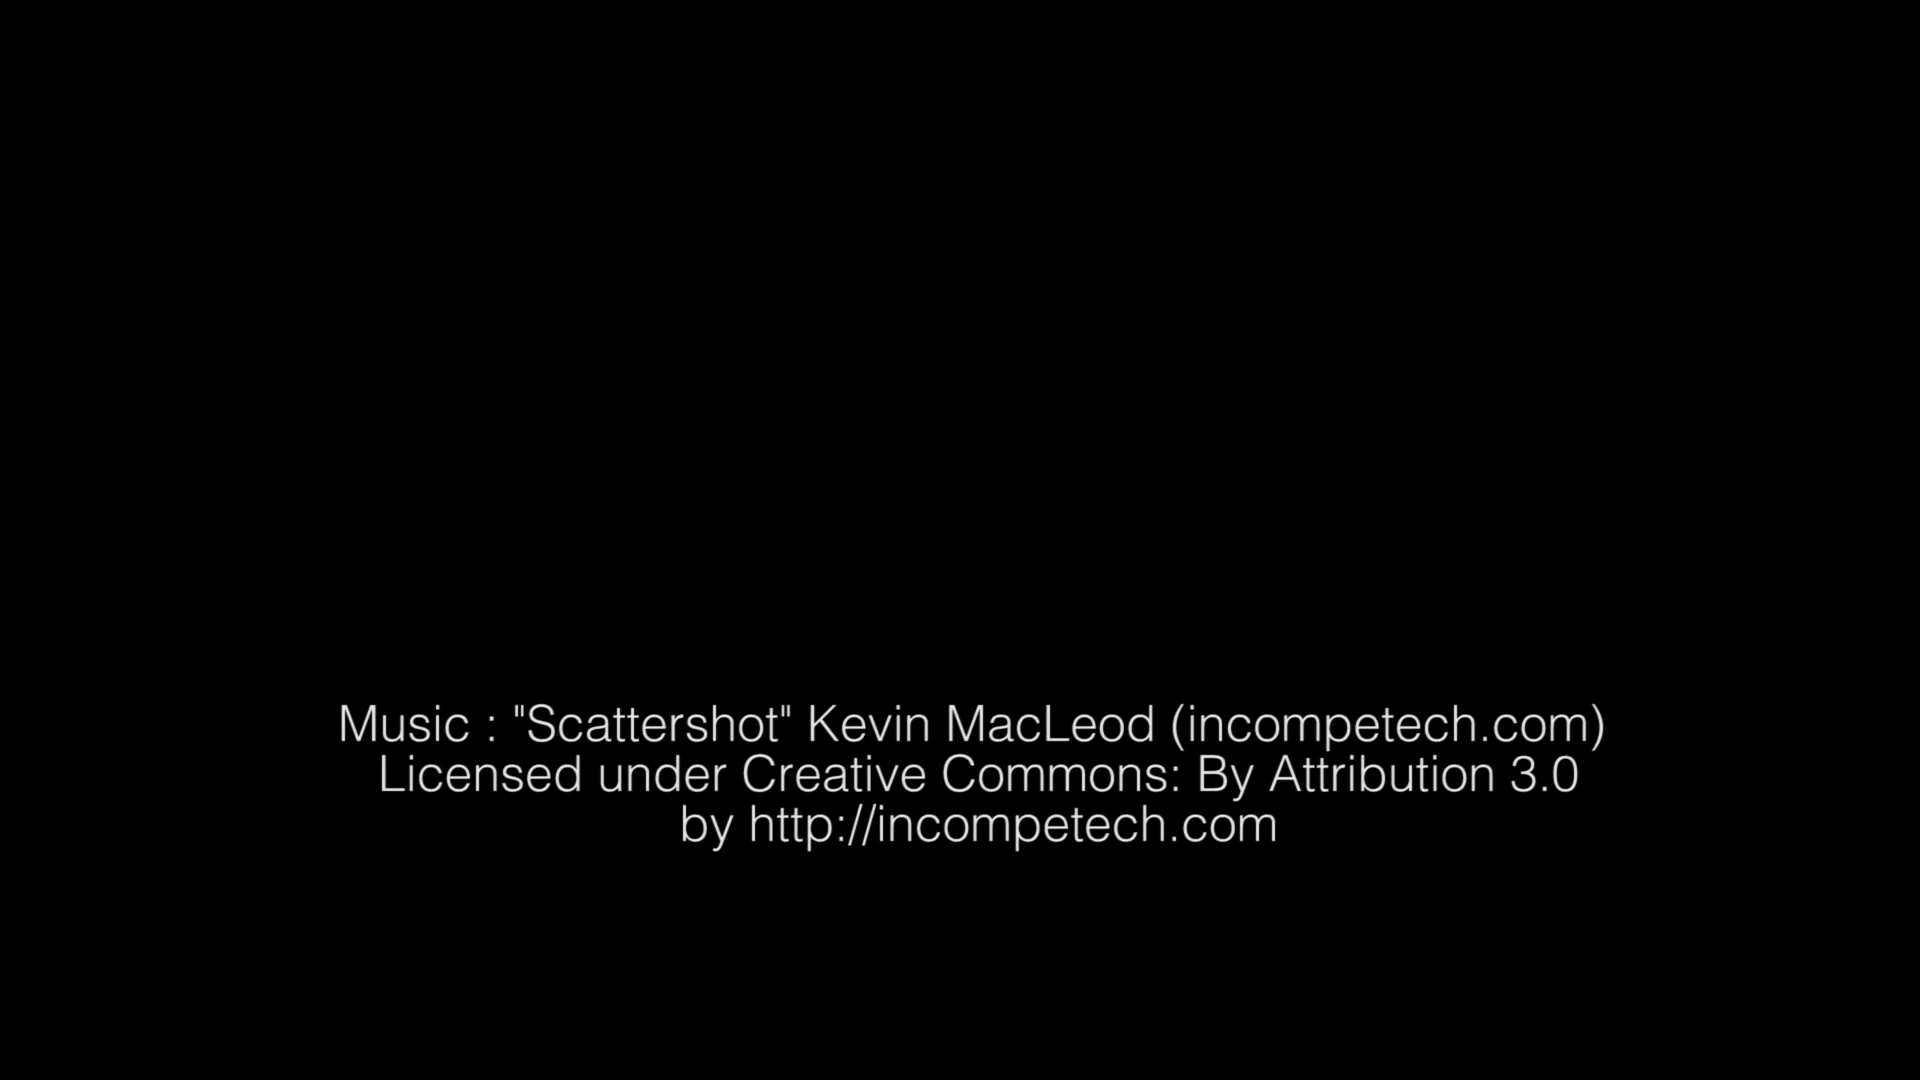 Music : "Scattershot" Kevin MacLeod (incompetech.com)
Licensed under Creative Commons: By Attribution 3.0
by http://incompetech.com